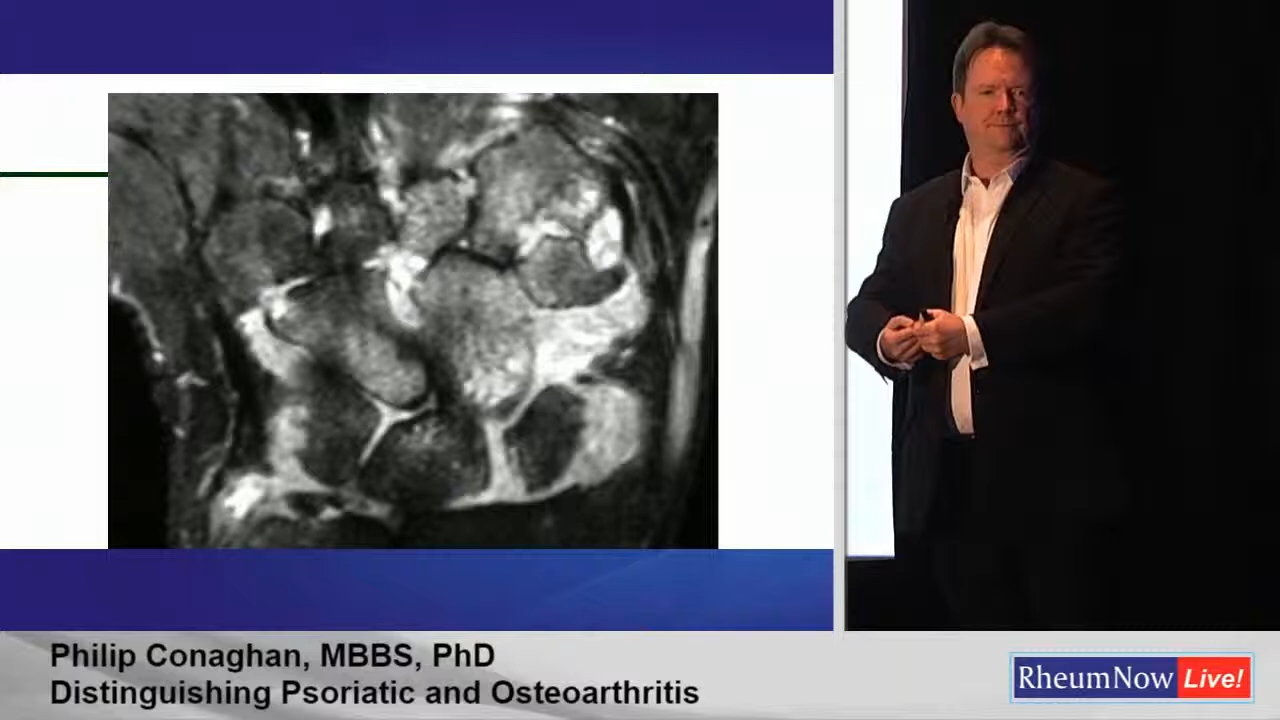 Philip Conaghan, MBBS, PhD
Distinguishing Psoriatic and Osteoarthritis
RheumNow Live!